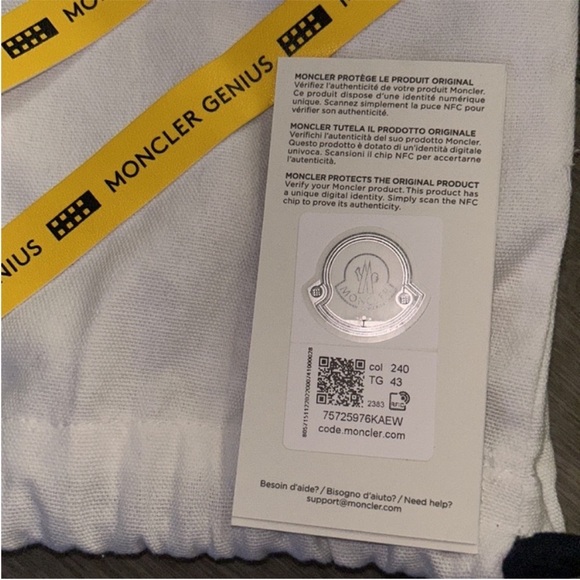 MO
MONCLER GENIUS
NIUS
MONCLER PROTÈGE LE PRODUIT ORIGINAL
Vérifiez l'authenticité de votre produit Moncler.
Ce produit dispose d'une identité numérique
unique. Scannez simplement la puce NFC pour
vérifier son authenticité.
MONCLER TUTELA IL PRODOTTO ORIGINALE
Verifichi l'autenticità del suo prodotto Moncler.
Questo prodotto è dotato di un'identità digitale
univoca. Scansioni il chip NFC per accertarne
l'autenticità.
MONCLER PROTECTS THE ORIGINAL PRODUCT
Verify your Moncler product. This product has
a unique digital identity. Simply scan the NFC
chip to prove its authenticity.
MONCLER
col 240
TG 43
2383 RFID
75725976KAEW
code.moncler.com
Besoin d'aide? / Bisogno d'aiuto? / Need help?
support@moncler.com